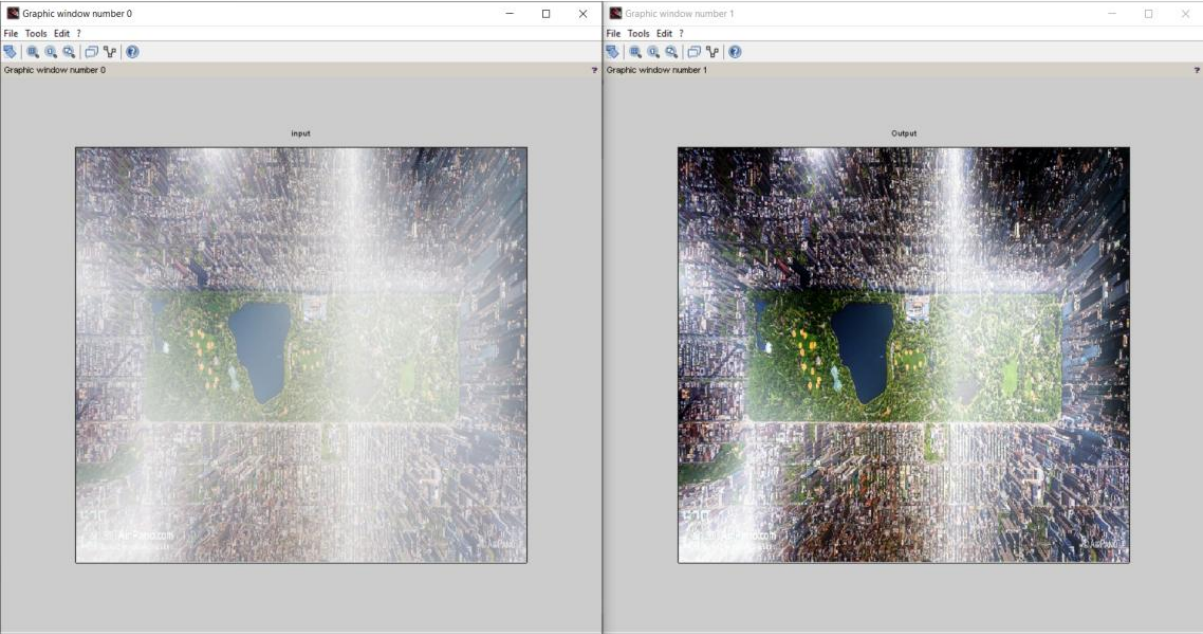 Graphic window number 0
File Tools Edit ?
Graphic window number 0
?
input
Graphic window number 1
File Tools Edit ?
Graphic window number 1
?
Output